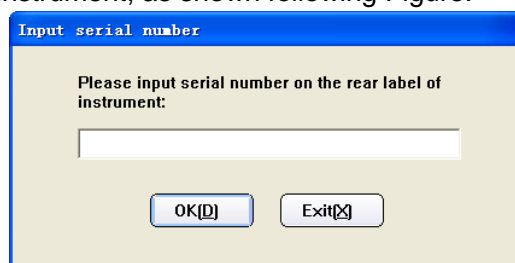 instrument, as shown following Figure:
Input serial number
Please input serial number on the rear label of
instrument:
OK(D)
Exit(X)